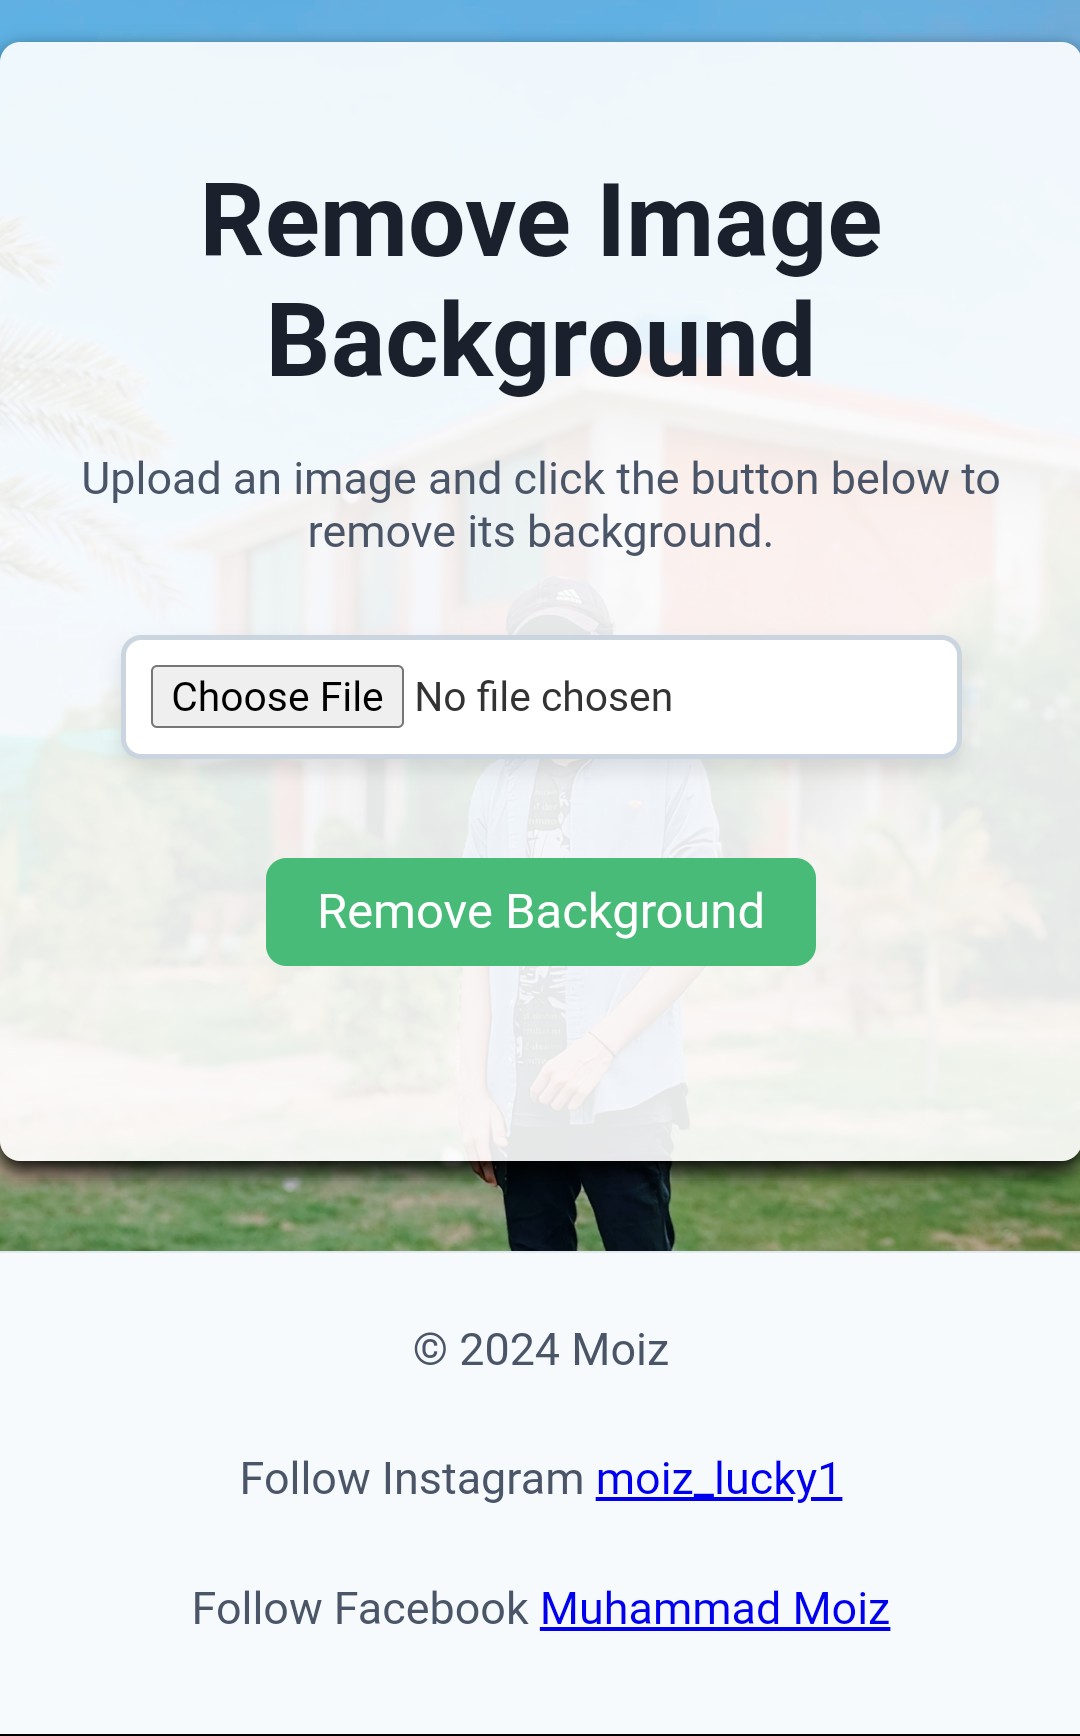 Remove Image
Background
Upload an image and click the button below to
remove its background.
Choose File No file chosen
Remove Background
© 2024 Moiz
Follow Instagram moiz_lucky1
Follow Facebook Muhammad Moiz